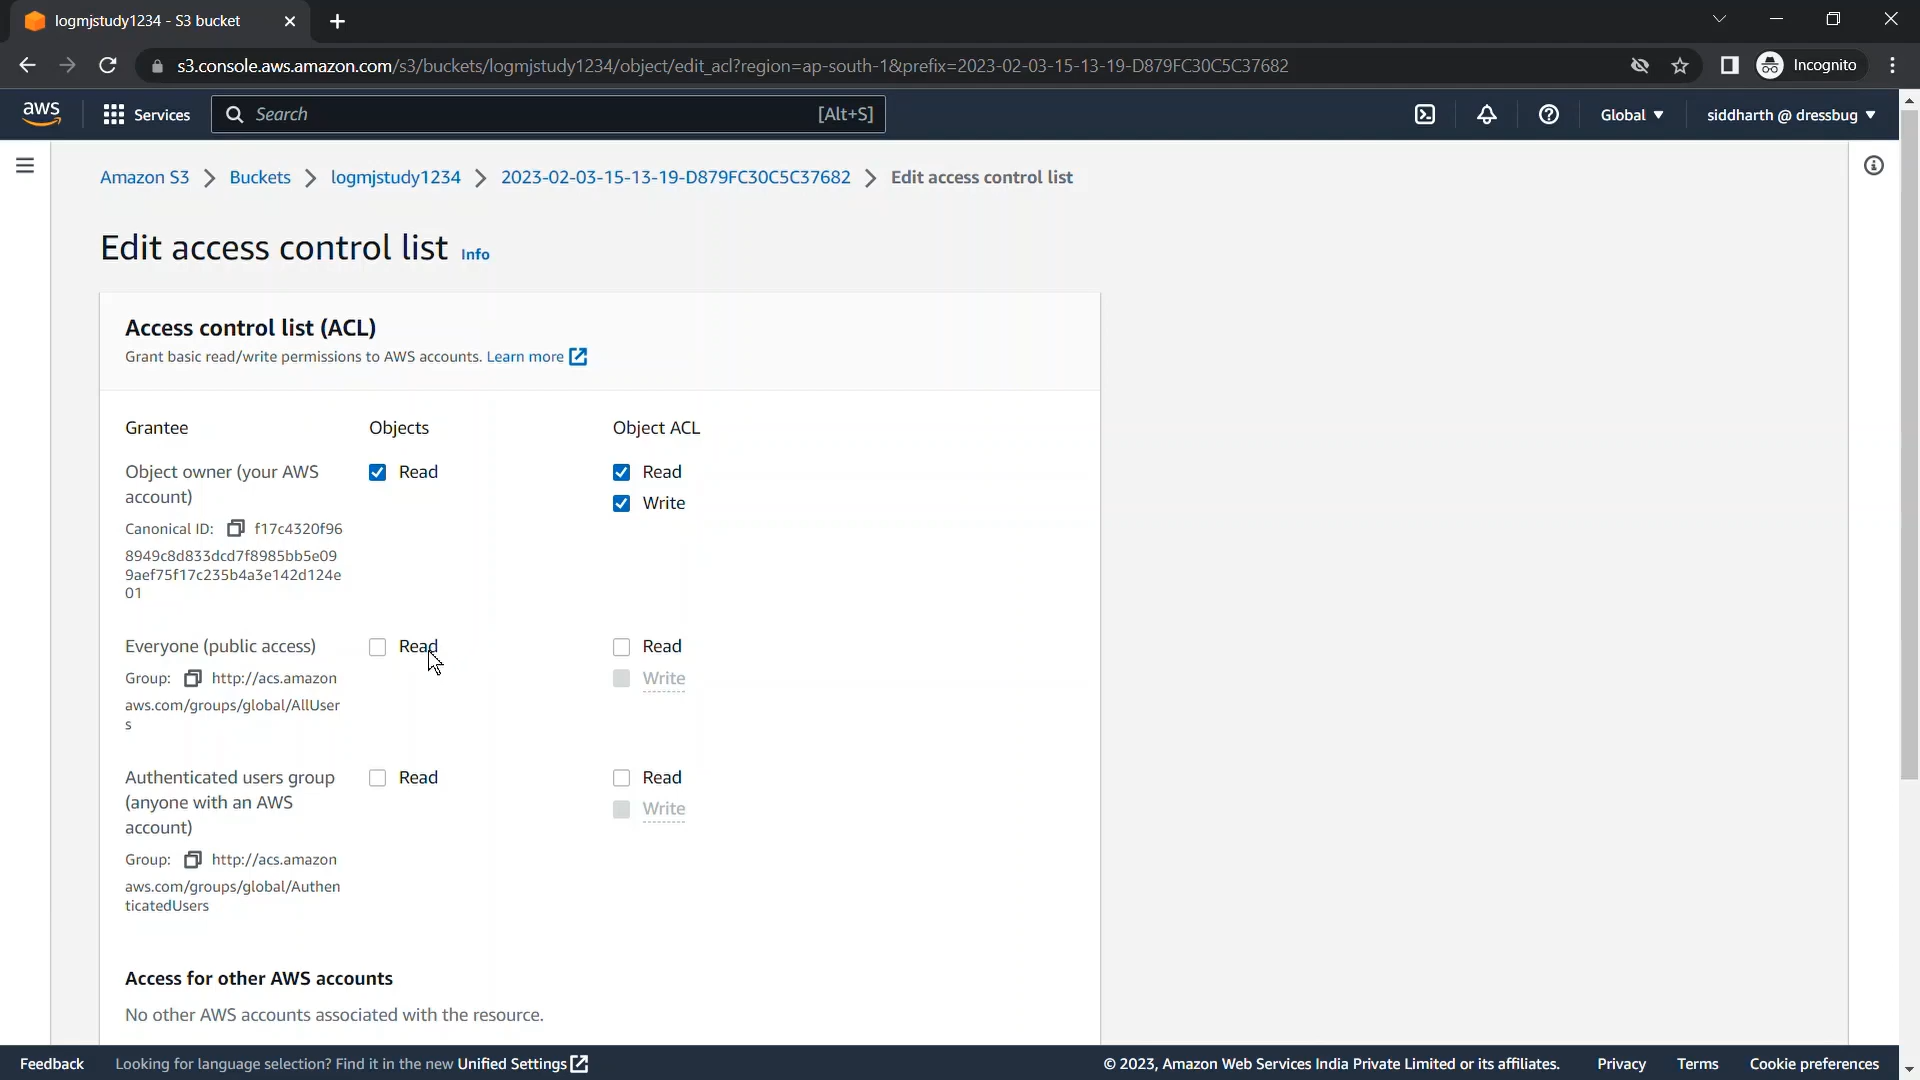 logmjstudy1234 - S3 bucket
s3.console.aws.amazon.com/s3/buckets/logmjstudy1234/object/edit_acl?region=ap-south-1&prefix=2023-02-03-15-13-19-D879FC30C5C37682
Incognito
aws
Services
Search
[Alt+S]
Global
siddharth @ dressbug
Amazon S3
Buckets
logmjstudy1234
2023-02-03-15-13-19-D879FC30C5C37682
Edit access control list
Edit access control list Info
Access control list (ACL)
Grant basic read/write permissions to AWS accounts. Learn more
Grantee
Objects
Object ACL
Object owner (your AWS
account)
Read
Read
Write
Canonical ID: f17c4320f96
8949c8d833dcd7f8985bb5e09
9aef75f17c235b4a3e142d124e
01
Everyone (public access)
Read
Read
Write
Group: http://acs.amazon
aws.com/groups/global/AllUser
s
Authenticated users group
(anyone with an AWS
account)
Read
Read
Write
Group: http://acs.amazon
aws.com/groups/global/Authen
ticatedUsers
Access for other AWS accounts
No other AWS accounts associated with the resource.
Feedback
Looking for language selection? Find it in the new Unified Settings
© 2023, Amazon Web Services India Private Limited or its affiliates.
Privacy
Terms
Cookie preferences